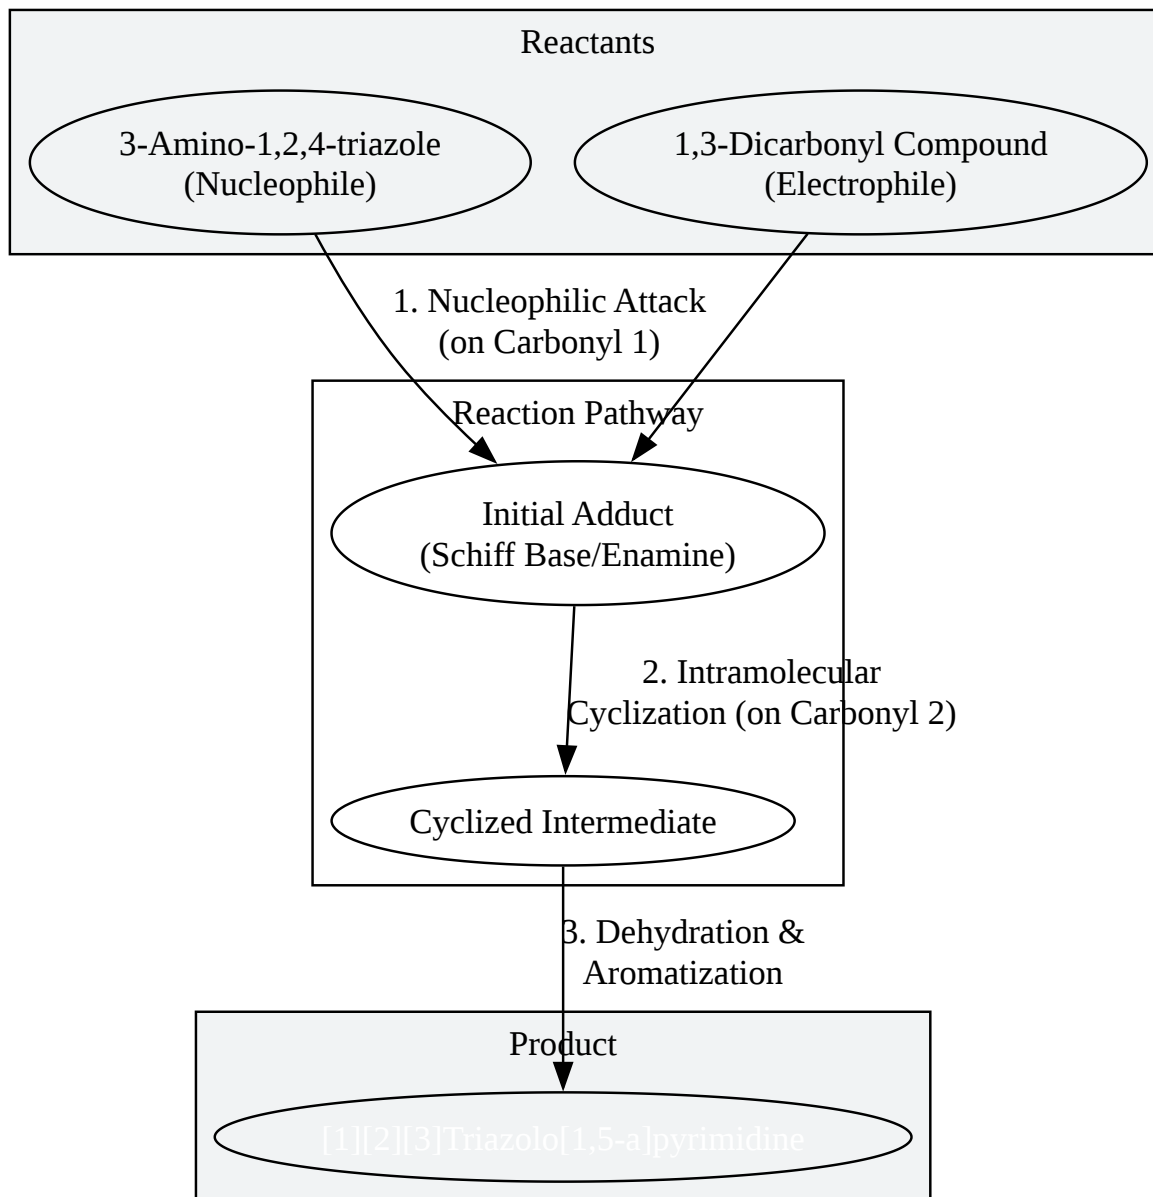 Reactants
3-Amino-1,2,4-triazole
(Nucleophile)
1,3-Dicarbonyl Compound
(Electrophile)
1. Nucleophilic Attack
(on Carbonyl 1)
Reaction Pathway
Initial Adduct
(Schiff Base/Enamine)
2. Intramolecular
Cyclization (on Carbonyl 2)
Cyclized Intermediate
3. Dehydration &
Aromatization
Product
[1][2][3]Triazolo[1,5-a]pyrimidine